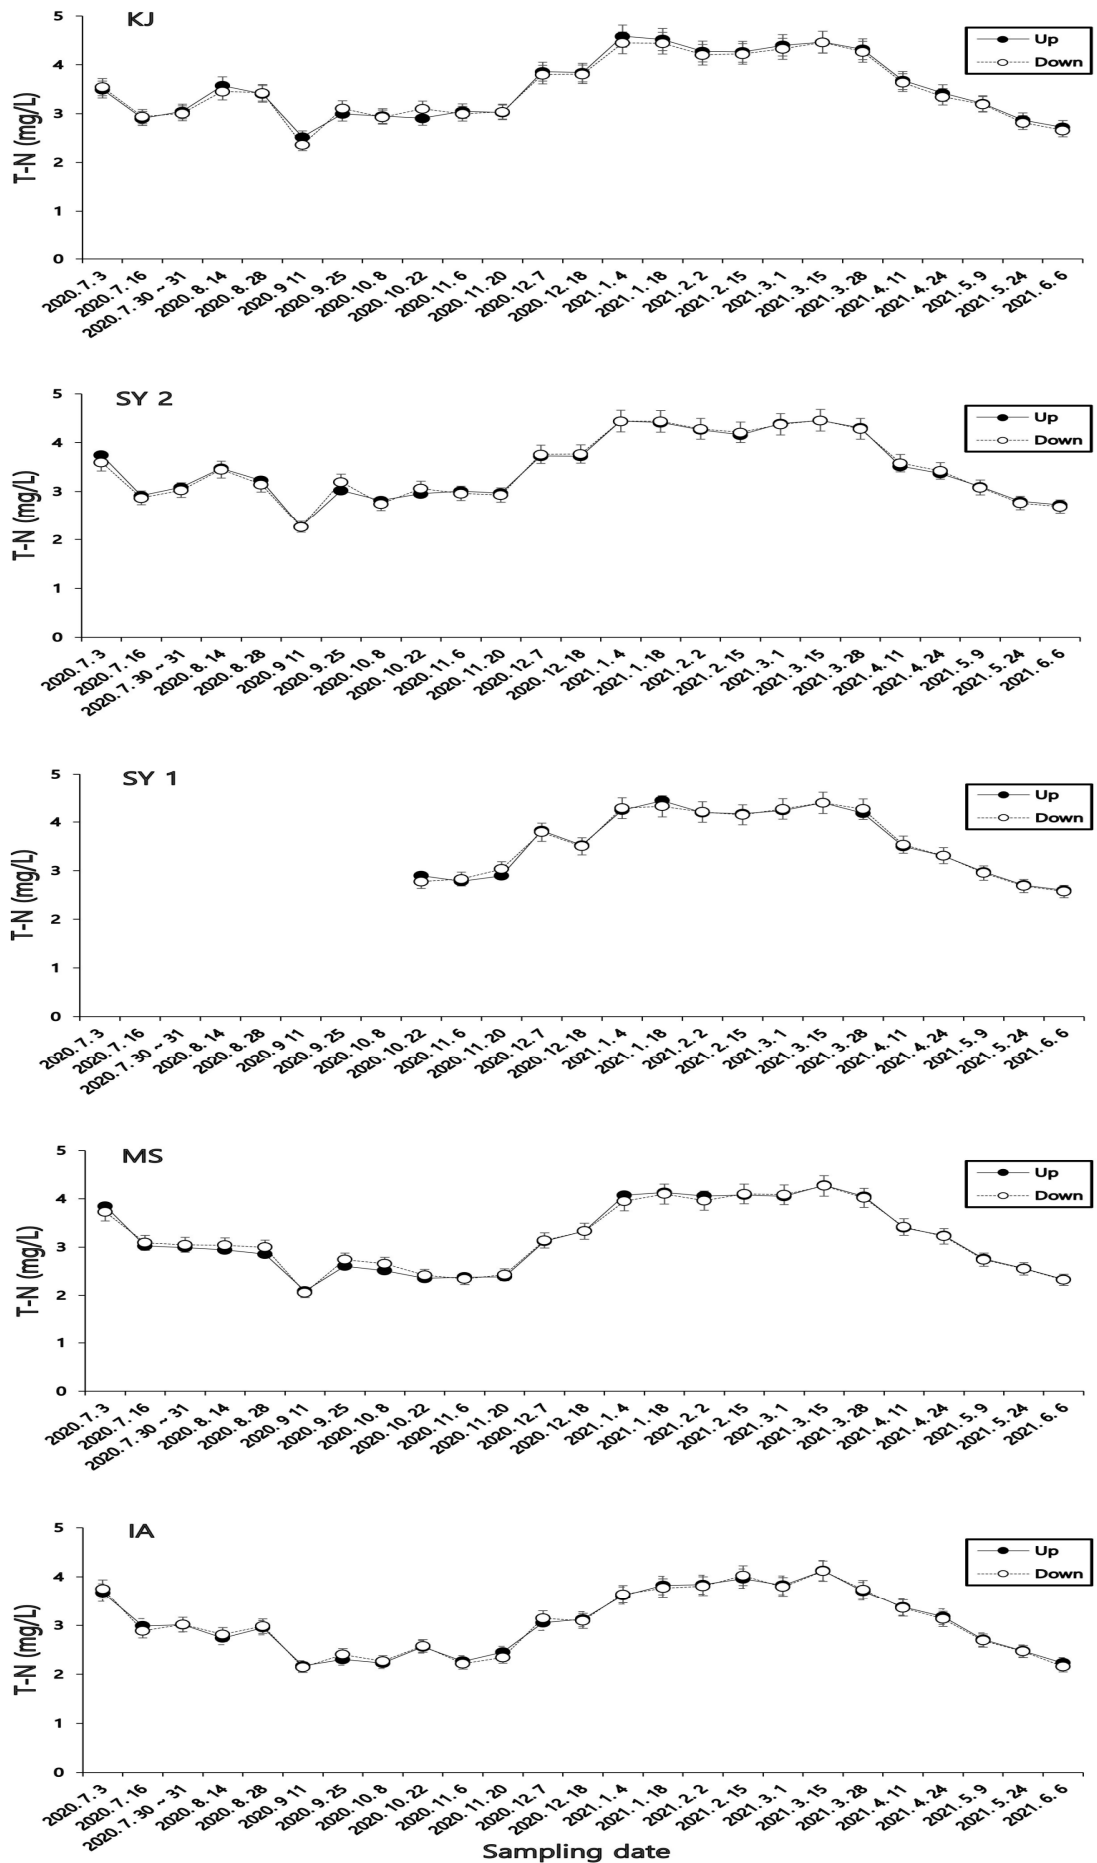 KJ
Up
Down
T-N (mg/L)
5
4
3
2
1
0
2020. 7. 3
2020. 7. 16
2020. 7. 30 ~ 31
2020. 8. 14
2020. 8. 28
2020. 9 11
2020. 9. 25
2020. 10. 8
2020. 10. 22
2020. 11. 6
2020. 11. 20
2020. 12. 7
2020. 12. 18
2021. 1. 4
2021. 1. 18
2021. 2. 2
2021. 2. 15
2021. 3. 1
2021. 3. 15
2021. 3. 28
2021. 4. 11
2021. 4. 24
2021. 5. 9
2021. 5. 24
2021. 6. 6
SY 2
Up
Down
T-N (mg/L)
5
4
3
2
1
0
2020. 7. 3
2020. 7. 16
2020. 7. 30 ~ 31
2020. 8. 14
2020. 8. 28
2020. 9 11
2020. 9. 25
2020. 10. 8
2020. 10. 22
2020. 11. 6
2020. 11. 20
2020. 12. 7
2020. 12. 18
2021. 1. 4
2021. 1. 18
2021. 2. 2
2021. 2. 15
2021. 3. 1
2021. 3. 15
2021. 3. 28
2021. 4. 11
2021. 4. 24
2021. 5. 9
2021. 5. 24
2021. 6. 6
SY 1
Up
Down
T-N (mg/L)
5
4
3
2
1
0
2020. 7. 3
2020. 7. 16
2020. 7. 30 ~ 31
2020. 8. 14
2020. 8. 28
2020. 9 11
2020. 9. 25
2020. 10. 8
2020. 10. 22
2020. 11. 6
2020. 11. 20
2020. 12. 7
2020. 12. 18
2021. 1. 4
2021. 1. 18
2021. 2. 2
2021. 2. 15
2021. 3. 1
2021. 3. 15
2021. 3. 28
2021. 4. 11
2021. 4. 24
2021. 5. 9
2021. 5. 24
2021. 6. 6
MS
Up
Down
T-N (mg/L)
5
4
3
2
1
0
2020. 7. 3
2020. 7. 16
2020. 7. 30 ~ 31
2020. 8. 14
2020. 8. 28
2020. 9 11
2020. 9. 25
2020. 10. 8
2020. 10. 22
2020. 11. 6
2020. 11. 20
2020. 12. 7
2020. 12. 18
2021. 1. 4
2021. 1. 18
2021. 2. 2
2021. 2. 15
2021. 3. 1
2021. 3. 15
2021. 3. 28
2021. 4. 11
2021. 4. 24
2021. 5. 9
2021. 5. 24
2021. 6. 6
IA
Up
Down
T-N (mg/L)
5
4
3
2
1
0
2020. 7. 3
2020. 7. 16
2020. 7. 30 ~ 31
2020. 8. 14
2020. 8. 28
2020. 9 11
2020. 9. 25
2020. 10. 8
2020. 10. 22
2020. 11. 6
2020. 11. 20
2020. 12. 7
2020. 12. 18
2021. 1. 4
2021. 1. 18
2021. 2. 2
2021. 2. 15
2021. 3. 1
2021. 3. 15
2021. 3. 28
2021. 4. 11
2021. 4. 24
2021. 5. 9
2021. 5. 24
2021. 6. 6
Sampling date